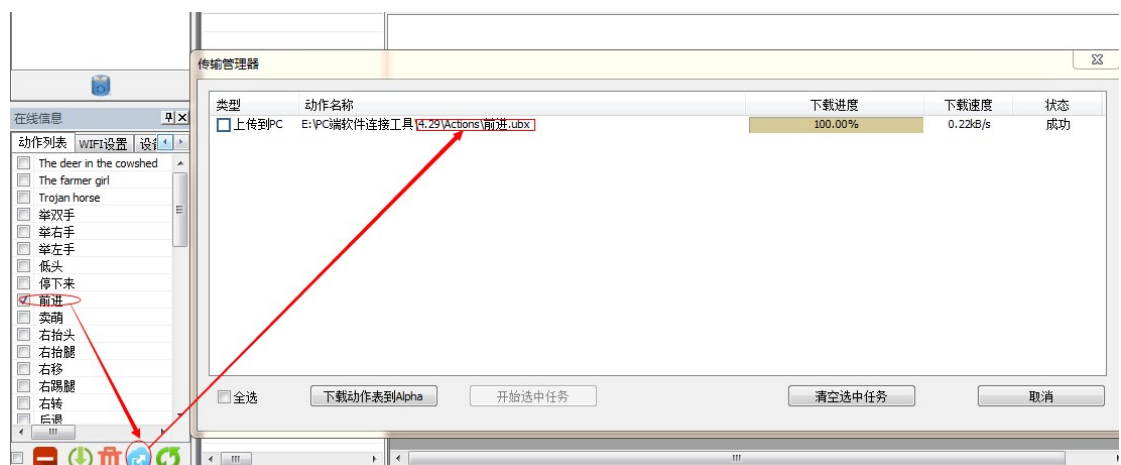 传输管理器
类型 动作名称 下载进度 下载速度 状态
上传到PC E:\PC端软件连接工具\4.29\Actions\前进.ubx 100.00% 0.22kB/s 成功
全选 下载动作表到Alpha 开始选中任务 清空选中任务 取消
在线信息
动作列表 WIFI设置
The deer in the cowshed
The farmer girl
Trojan horse
举双手
举右手
举左手
低头
停下来
前进
卖萌
右抬头
右抬腿
右移
右踢腿
右转
后退